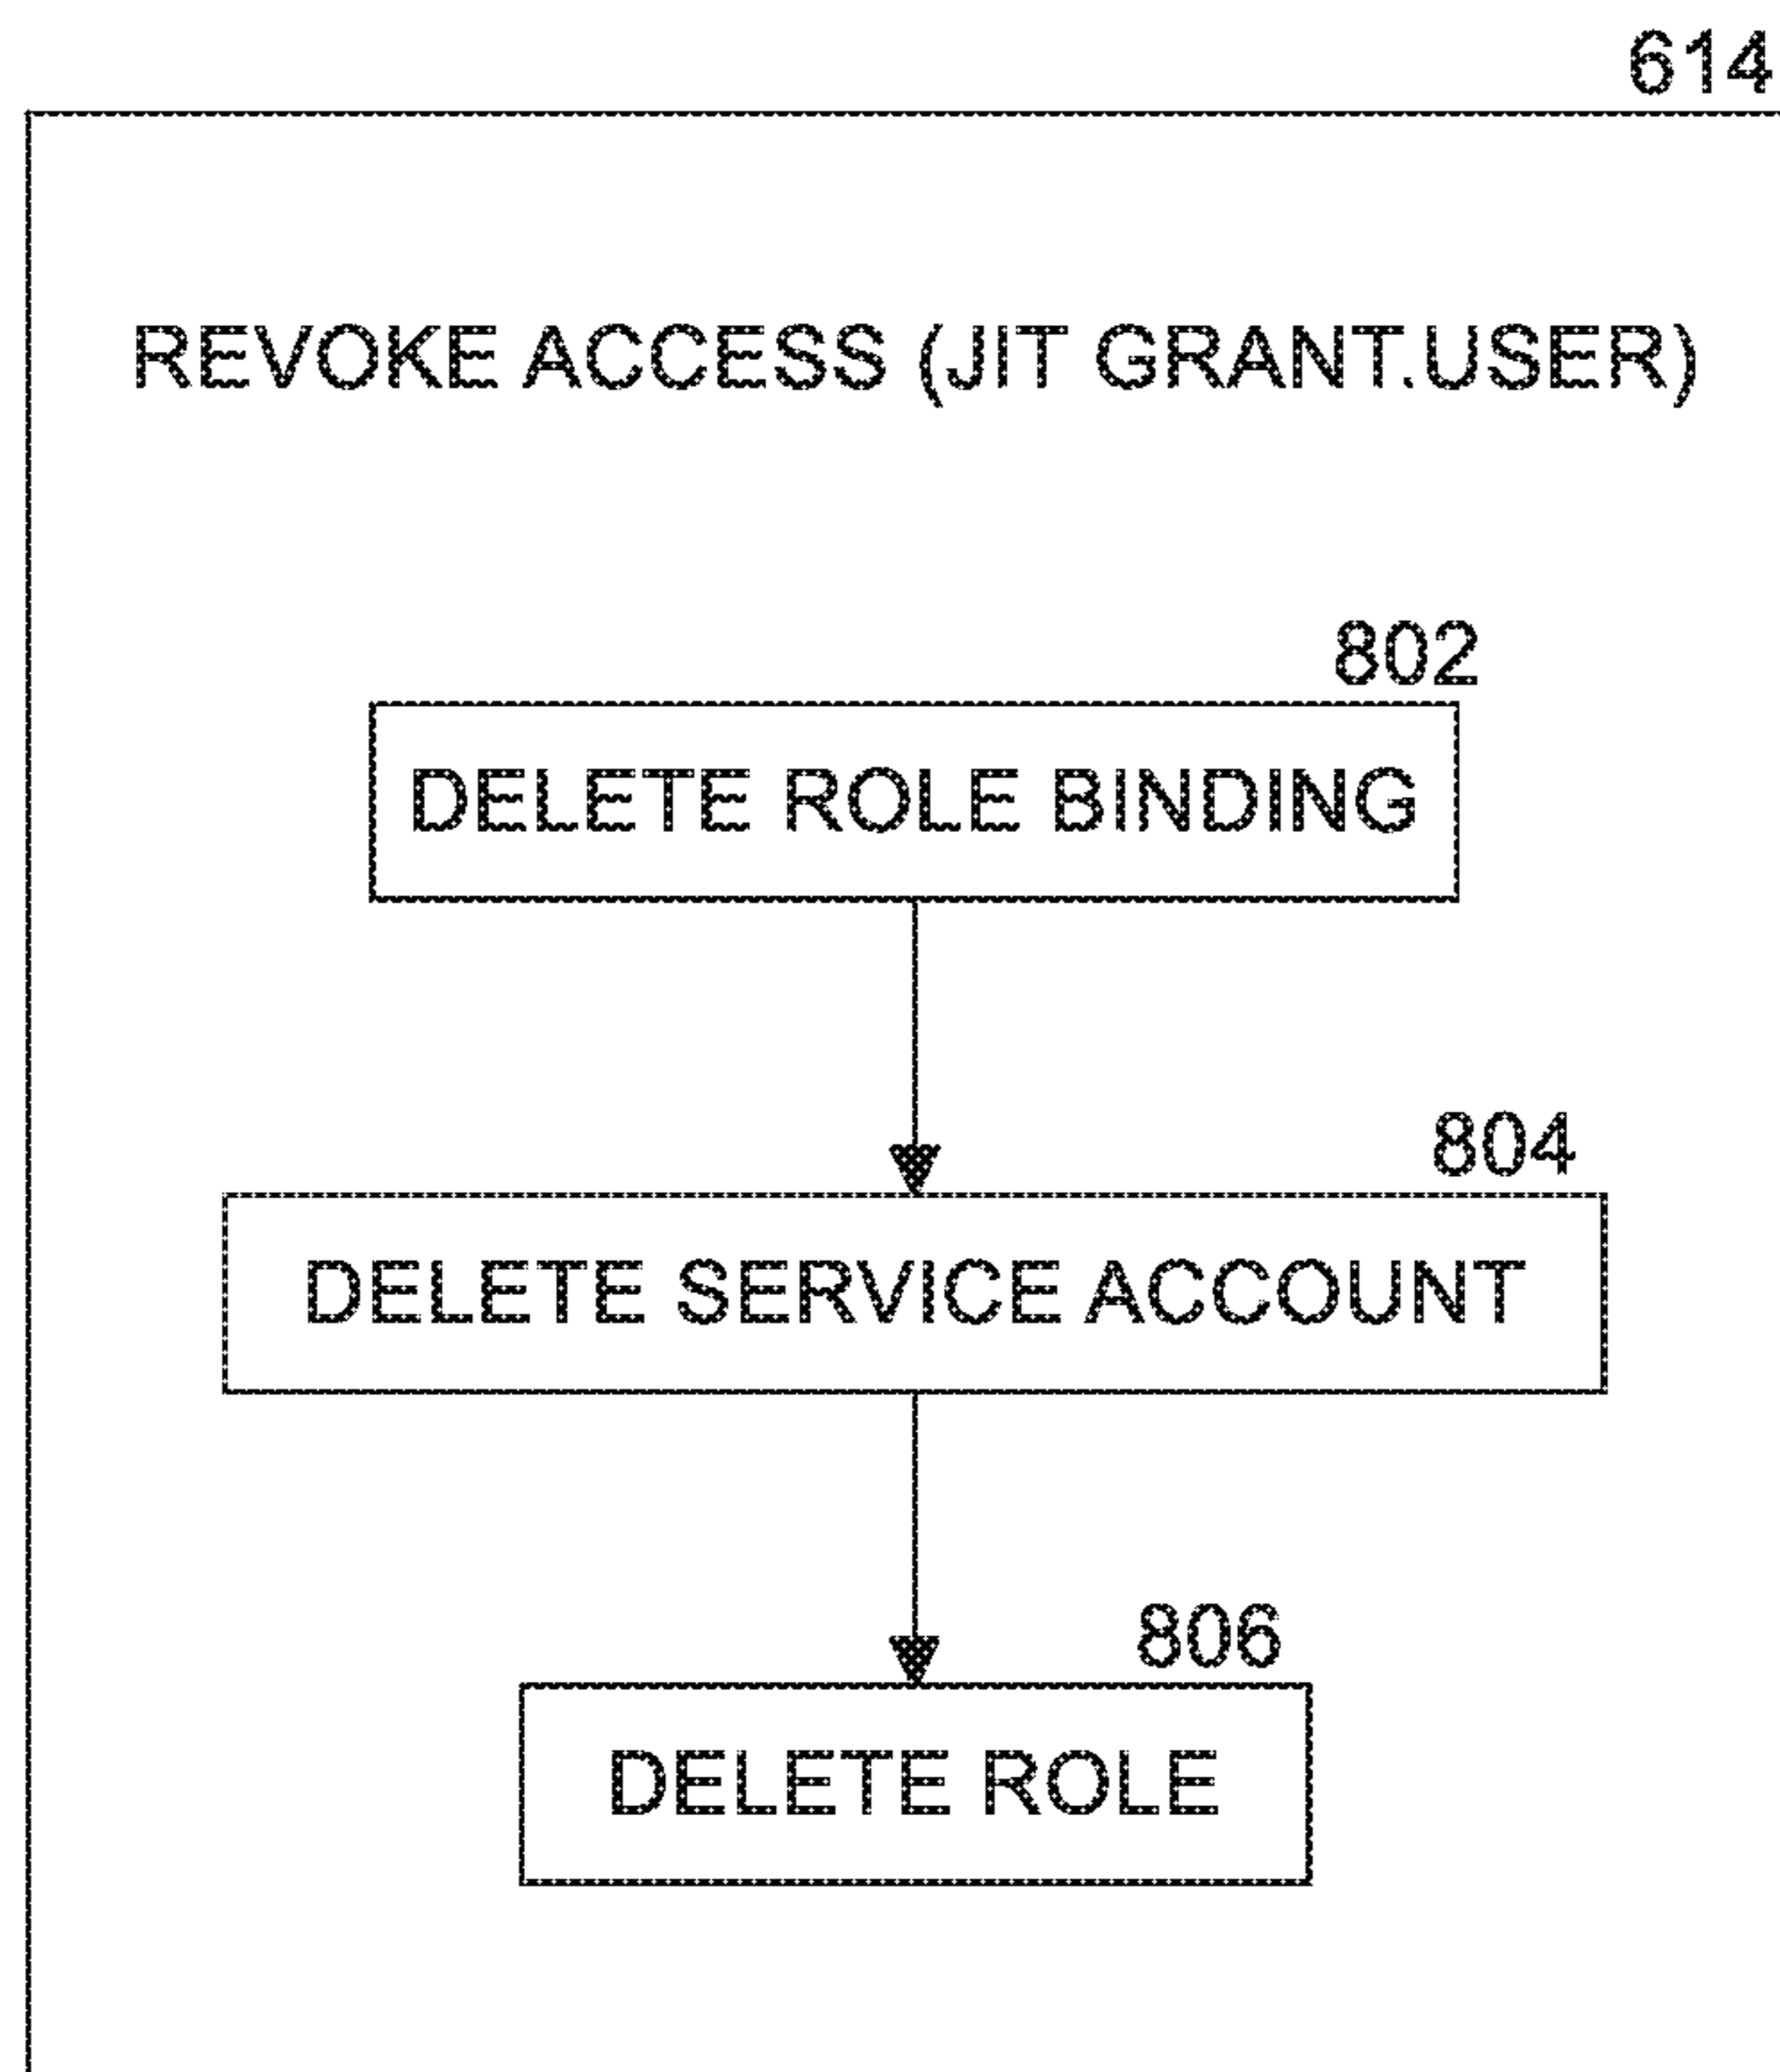 614
REVOKE ACCESS (JIT GRANT.USER)
802
DELETE ROLE BINDING
804
DELETE SERVICE ACCOUNT
806
DELETE ROLE